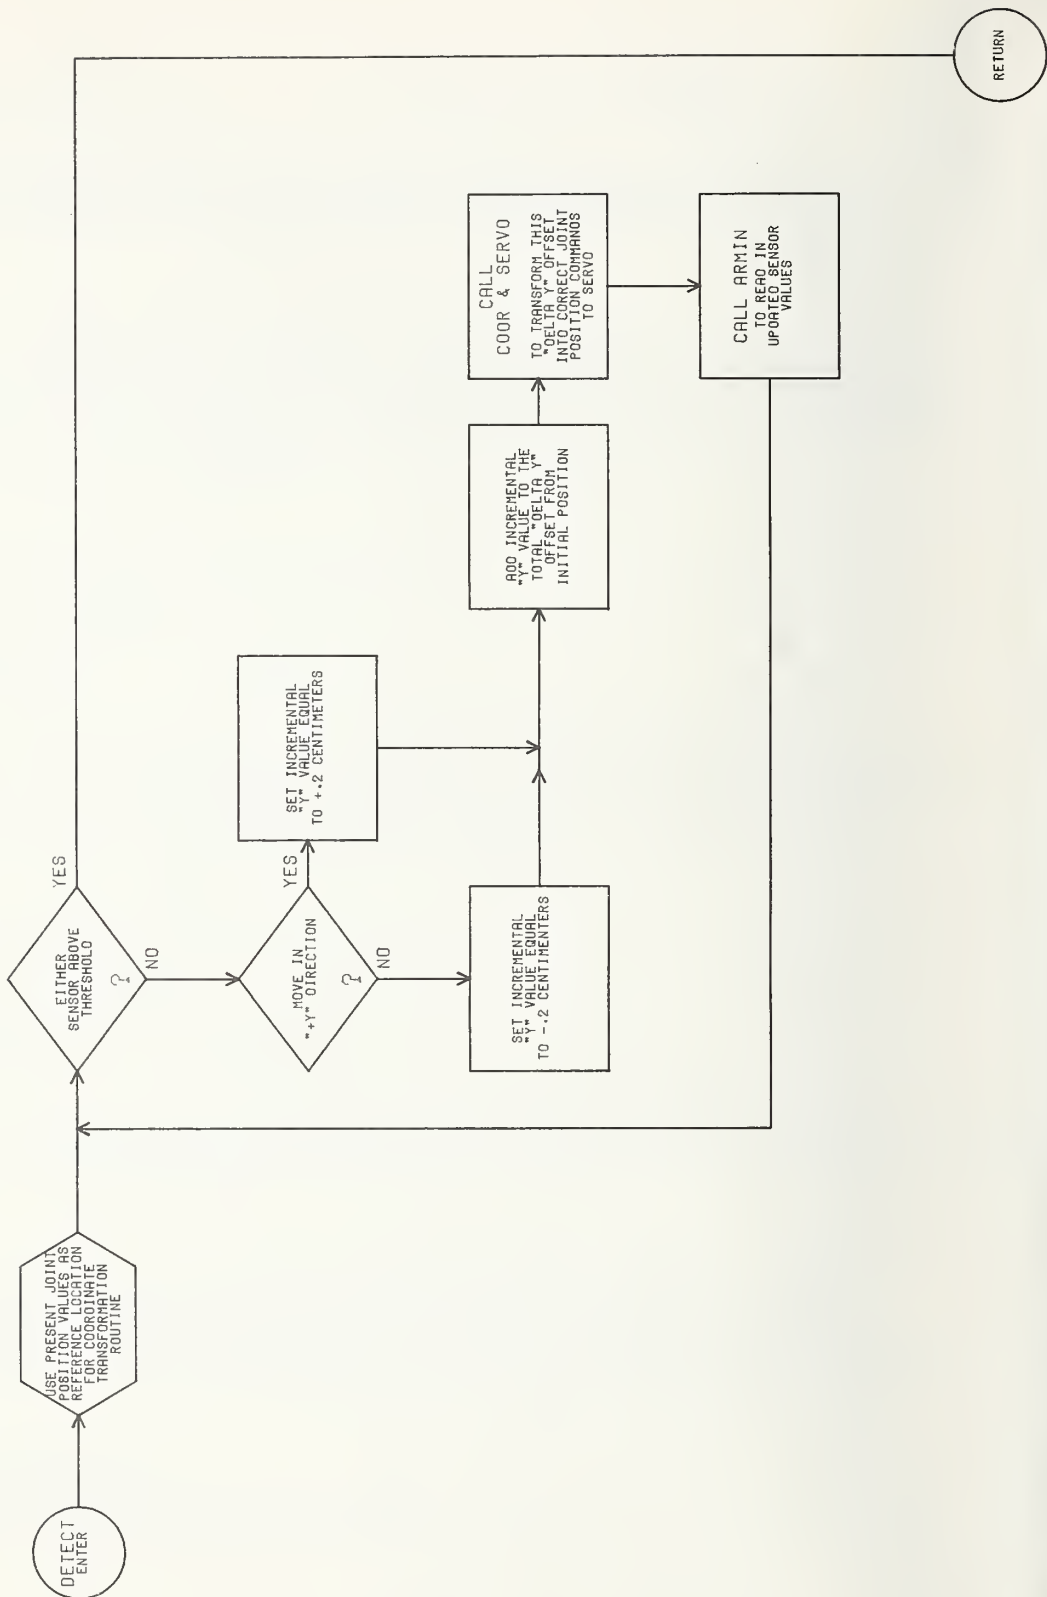 DETECT
ENTER
USE PRESENT JOINT
POSITION VALUES AS
REFERENCE LOCATION
FOR COORDINATE
TRANSFORMATION
ROUTINE
EITHER
SENSOR ABOVE
THRESHOLD
?
YES
NO
MOVE IN
"+Y" DIRECTION
?
YES
NO
SET INCREMENTAL
"Y" VALUE EQUAL
TO +.2 CENTIMETERS
SET INCREMENTAL
"Y" VALUE EQUAL
TO -.2 CENTIMENTERS
ADD INCREMENTAL
"Y" VALUE TO THE
TOTAL "DELTA Y"
OFFSET FROM
INITIAL POSITION
CALL
COOR & SERVO
TO TRANSFORM THIS
"DELTA Y" OFFSET
INTO CORRECT JOINT
POSITION COMMANDS
TO SERVO
CALL ARMIN
TO READ IN
UPDATED SENSOR
VALUES
RETURN